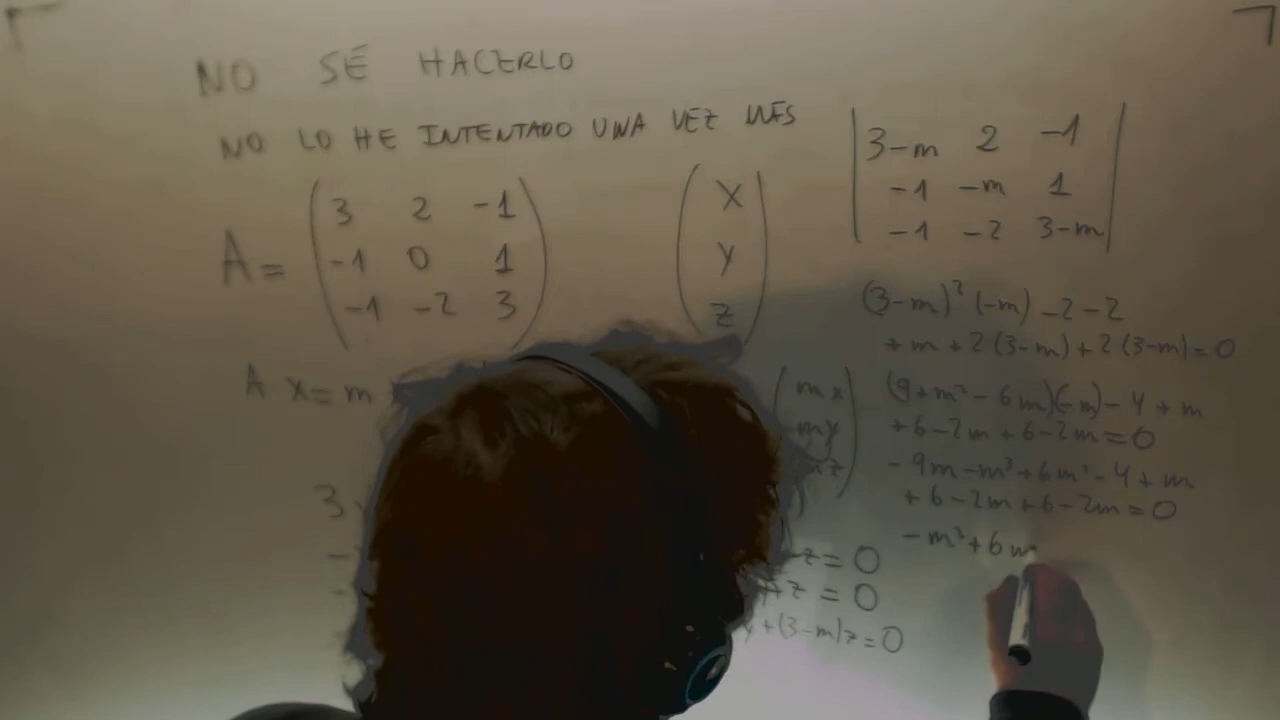 NO SÉ HACERLO
NO LO HE INTENTADO UNA VEZ MÁS
A = ( 3 2 -1
-1 0 1
-1 -2 3 )
( x
y
z )
A x = m
( mx
my
z )
3
-z = 0
z = 0
y + (3-m)z = 0
| 3-m 2 -1
-1 -m 1
-1 -2 3-m |
(3-m)² (-m) -2 -2
+ m + 2 (3-m) + 2 (3-m) = 0
(9 + m² - 6m)(-m) - 4 + m
+ 6 - 2m + 6 - 2m = 0
- 9m - m³ + 6m² - 4 + m
+ 6 - 2m + 6 - 2m = 0
- m³ + 6m